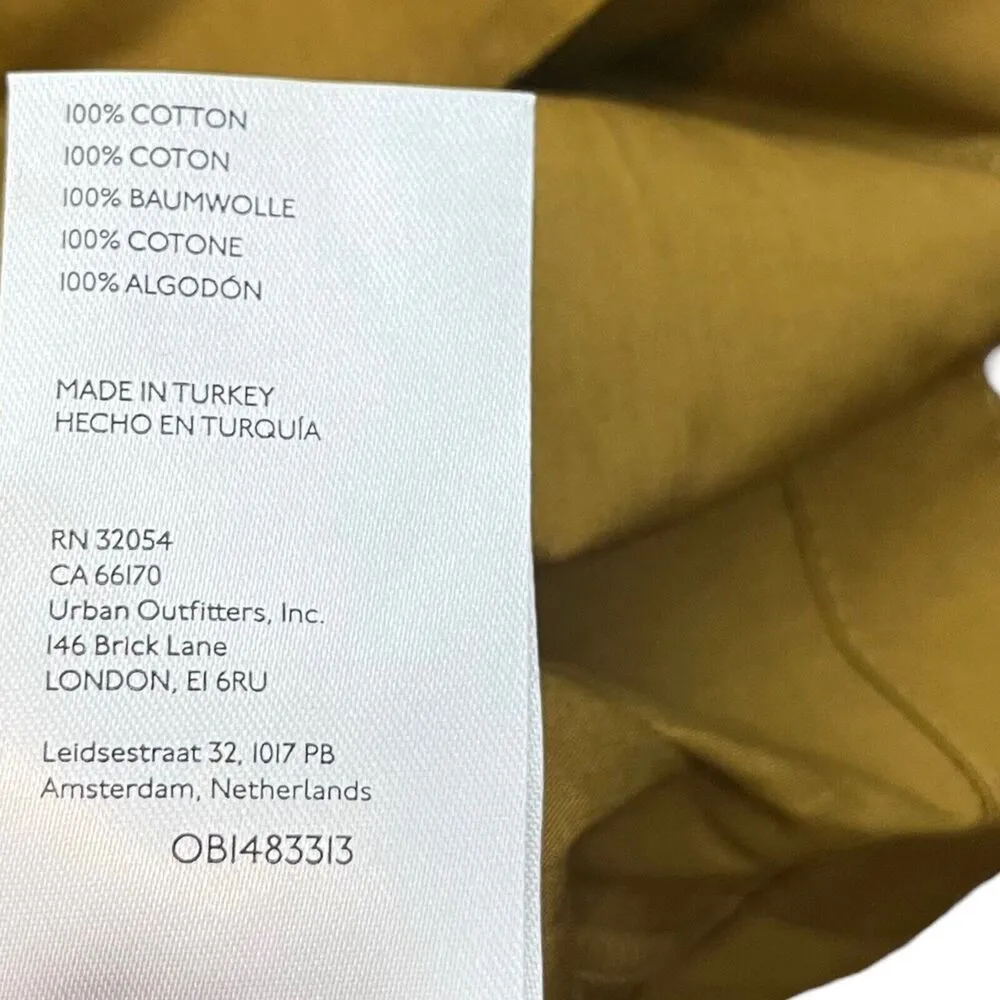 100% COTTON
100% COTON
100% BAUMWOLLE
100% COTONE
100% ALGODÓN
MADE IN TURKEY
HECHO EN TURQUÍA
RN 32054
CA 66170
Urban Outfitters, Inc.
146 Brick Lane
LONDON, E1 6RU
Leidsestraat 32, 1017 PB
Amsterdam, Netherlands
OB1483313